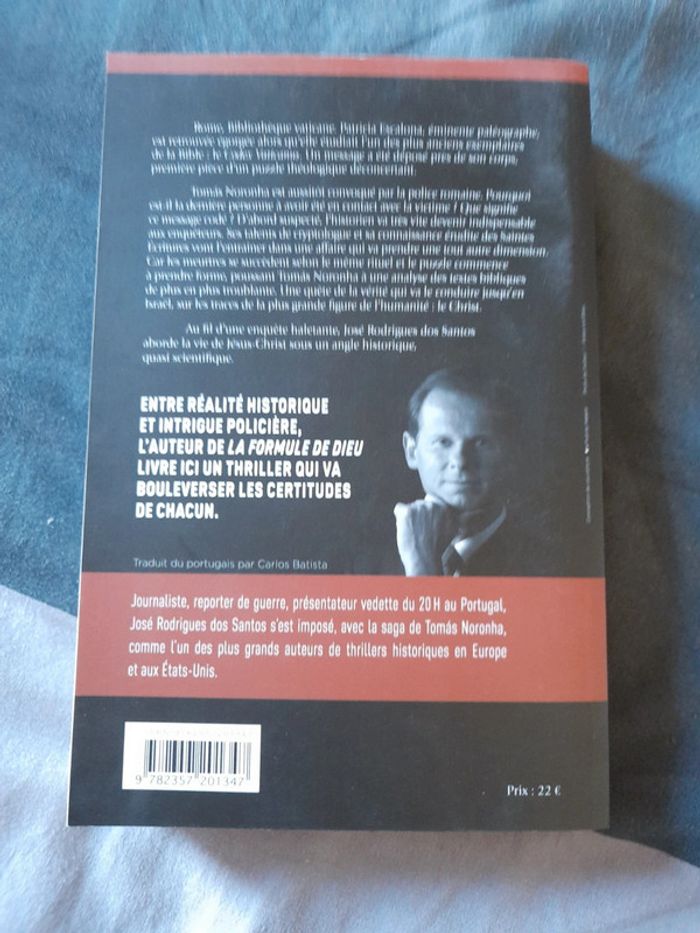 Rome, Bibliothèque vaticane. Patricia Escalona, éminente paléographe,
est retrouvée égorgée alors qu'elle étudiait l'un des plus anciens exemplaires
de la Bible : le Codex Vaticanus. Un message a été déposé près de son corps,
première pièce d'un puzzle théologique déconcertant.
Tomás Noronha est aussitôt convoqué par la police romaine. Pourquoi
est-il la dernière personne à avoir été en contact avec la victime ? Que signifie
ce message codé ? D'abord suspecté, l'historien va très vite devenir indispensable
aux enquêteurs. Ses talents de cryptologue et sa connaissance érudite des Saintes
Écritures vont l'entraîner dans une affaire qui va prendre une tout autre dimension.
Car les meurtres se succèdent selon le même rituel et le puzzle commence
à prendre forme, poussant Tomás Noronha à une analyse des textes bibliques
de plus en plus troublante. Une quête de la vérité qui va le conduire jusqu'en
Israël, sur les traces de la plus grande figure de l'humanité : le Christ.
Au fil d'une enquête haletante, José Rodrigues dos Santos
aborde la vie de Jésus-Christ sous un angle historique,
quasi scientifique.
ENTRE RÉALITÉ HISTORIQUE
ET INTRIGUE POLICIÈRE,
L'AUTEUR DE LA FORMULE DE DIEU
LIVRE ICI UN THRILLER QUI VA
BOULEVERSER LES CERTITUDES
DE CHACUN.
Traduit du portugais par Carlos Batista
Journaliste, reporter de guerre, présentateur vedette du 20 H au Portugal,
José Rodrigues dos Santos s'est imposé, avec la saga de Tomás Noronha,
comme l'un des plus grands auteurs de thrillers historiques en Europe
et aux États-Unis.
9 782357 201347
Prix : 22 €